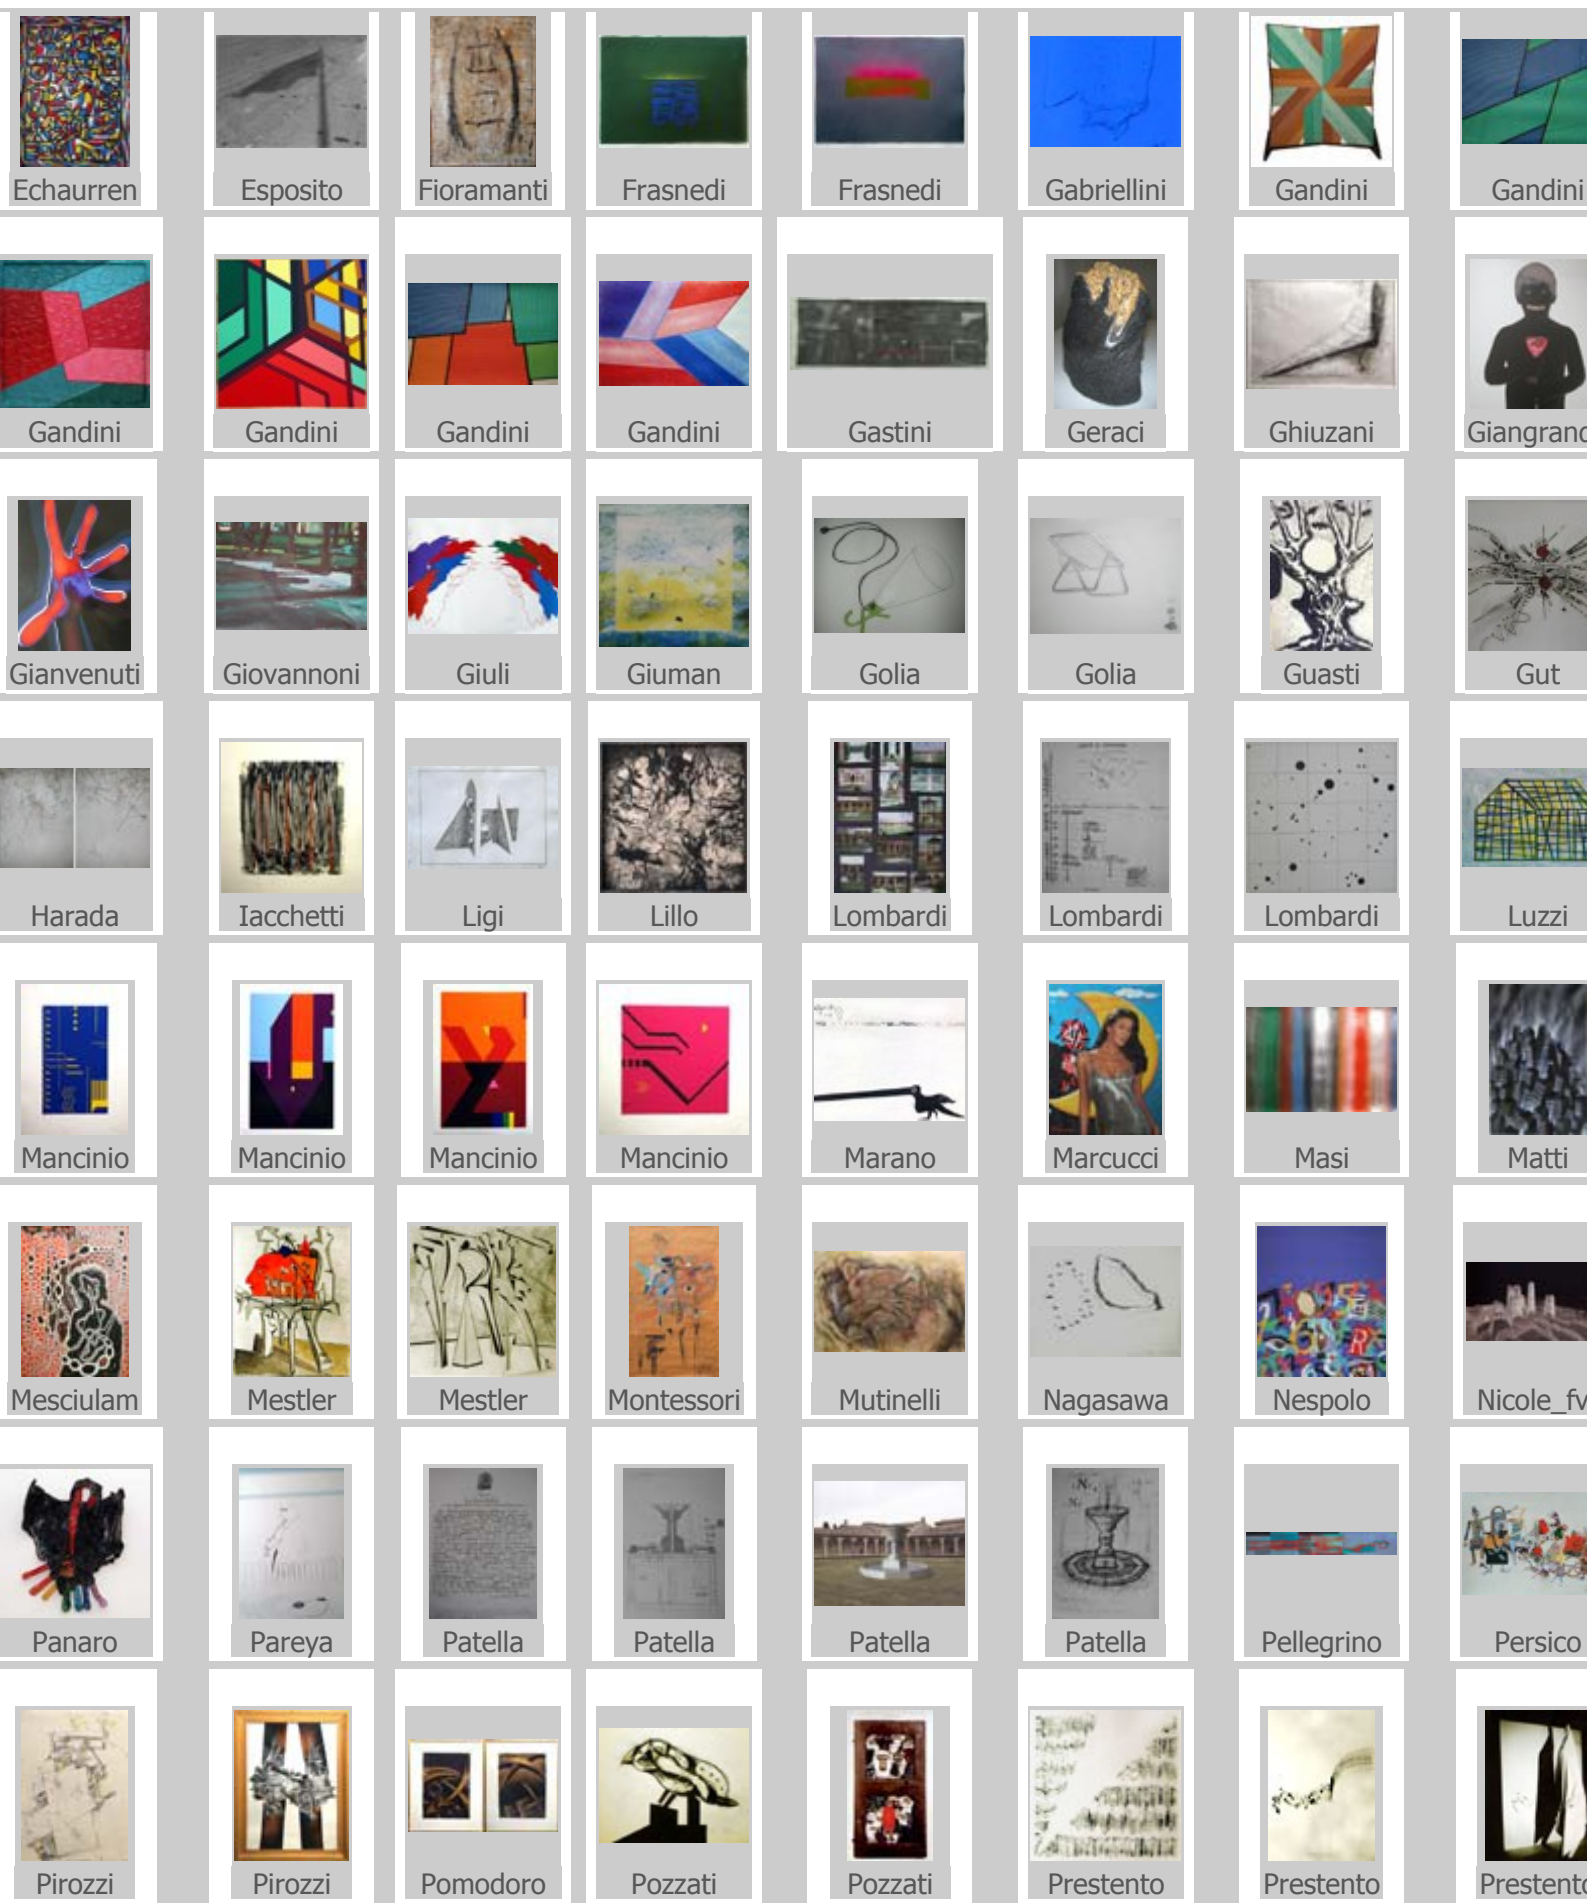 Echaurren Esposito Fioramanti Frasnedi Frasnedi Gabriellini Gandini Gandini
Gandini Gandini Gandini Gandini Gastini Geraci Ghiuzani Giangrand
Gianvenuti Giovannoni Giuli Giuman Golia Golia Guasti Gut
Harada Iacchetti Ligi Lillo Lombardi Lombardi Lombardi Luzzi
Mancinio Mancinio Mancinio Mancinio Marano Marcucci Masi Matti
Mesciulam Mestler Mestler Montessori Mutinelli Nagasawa Nespolo Nicole_fv
Panaro Pareya Patella Patella Patella Patella Pellegrino Persico
Pirozzi Pirozzi Pomodoro Pozzati Pozzati Prestento Prestento Prestento